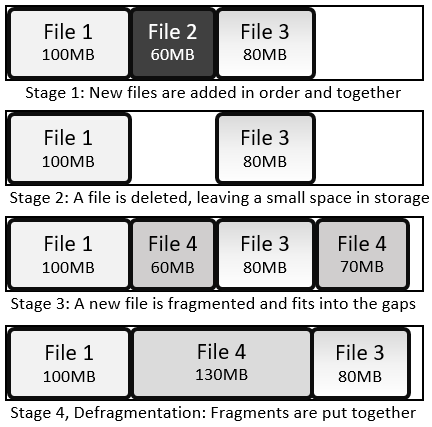 File 1 File 2 File 3
100MB 60MB 80MB
Stage 1: New files are added in order and together
File 1 File 3
100MB 80MB
Stage 2: A file is deleted, leaving a small space in storage
File 1 File 4 File 3 File 4
100MB 60MB 80MB 70MB
Stage 3: A new file is fragmented and fits into the gaps
File 1 File 4 File 3
100MB 130MB 80MB
Stage 4, Defragmentation: Fragments are put together